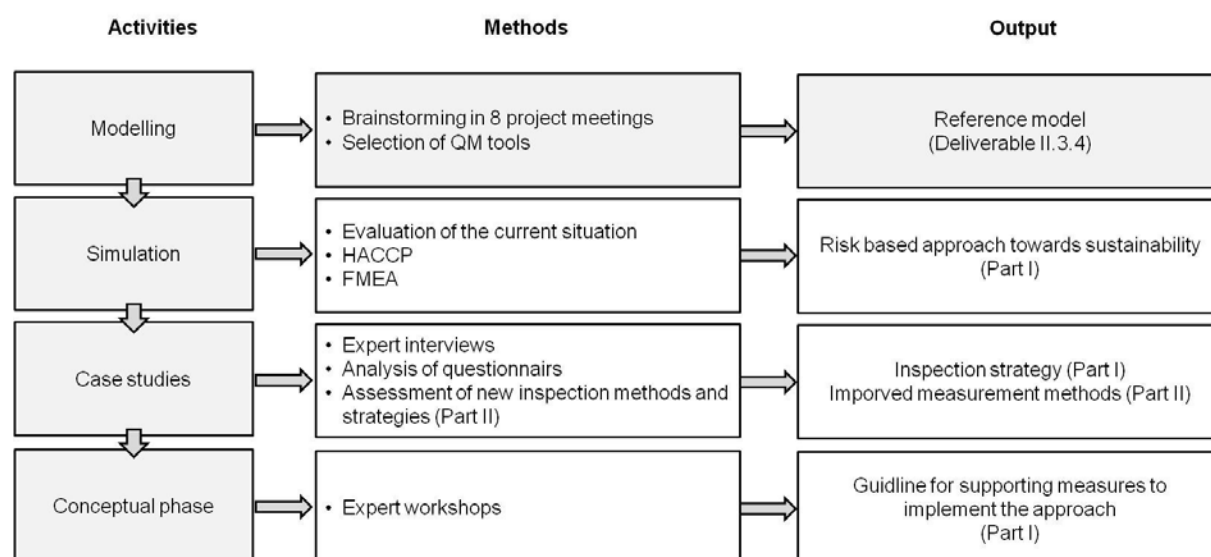 Activities
Methods
Output
Modelling
• Brainstorming in 8 project meetings
• Selection of QM tools
Reference model
(Deliverable II.3.4)
Simulation
• Evaluation of the current situation
• HACCP
• FMEA
Risk based approach towards sustainability
(Part I)
Case studies
• Expert interviews
• Analysis of questionnairs
• Assessment of new inspection methods and
strategies (Part II)
Inspection strategy (Part I)
Imporved measurement methods (Part II)
Conceptual phase
• Expert workshops
Guidline for supporting measures to
implement the approach
(Part I)